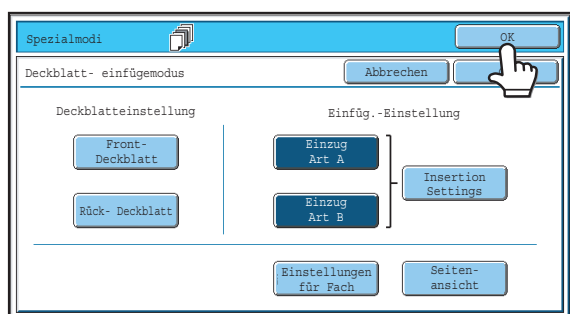 Spezialmodi
OK
Deckblatt- einfügemodus
Abbrechen
Deckblatteinstellung
Einfüg.-Einstellung
Front-
Deckblatt
Einzug
Art A
Insertion
Settings
Rück- Deckblatt
Einzug
Art B
Einstellungen
für Fach
Seiten-
ansicht